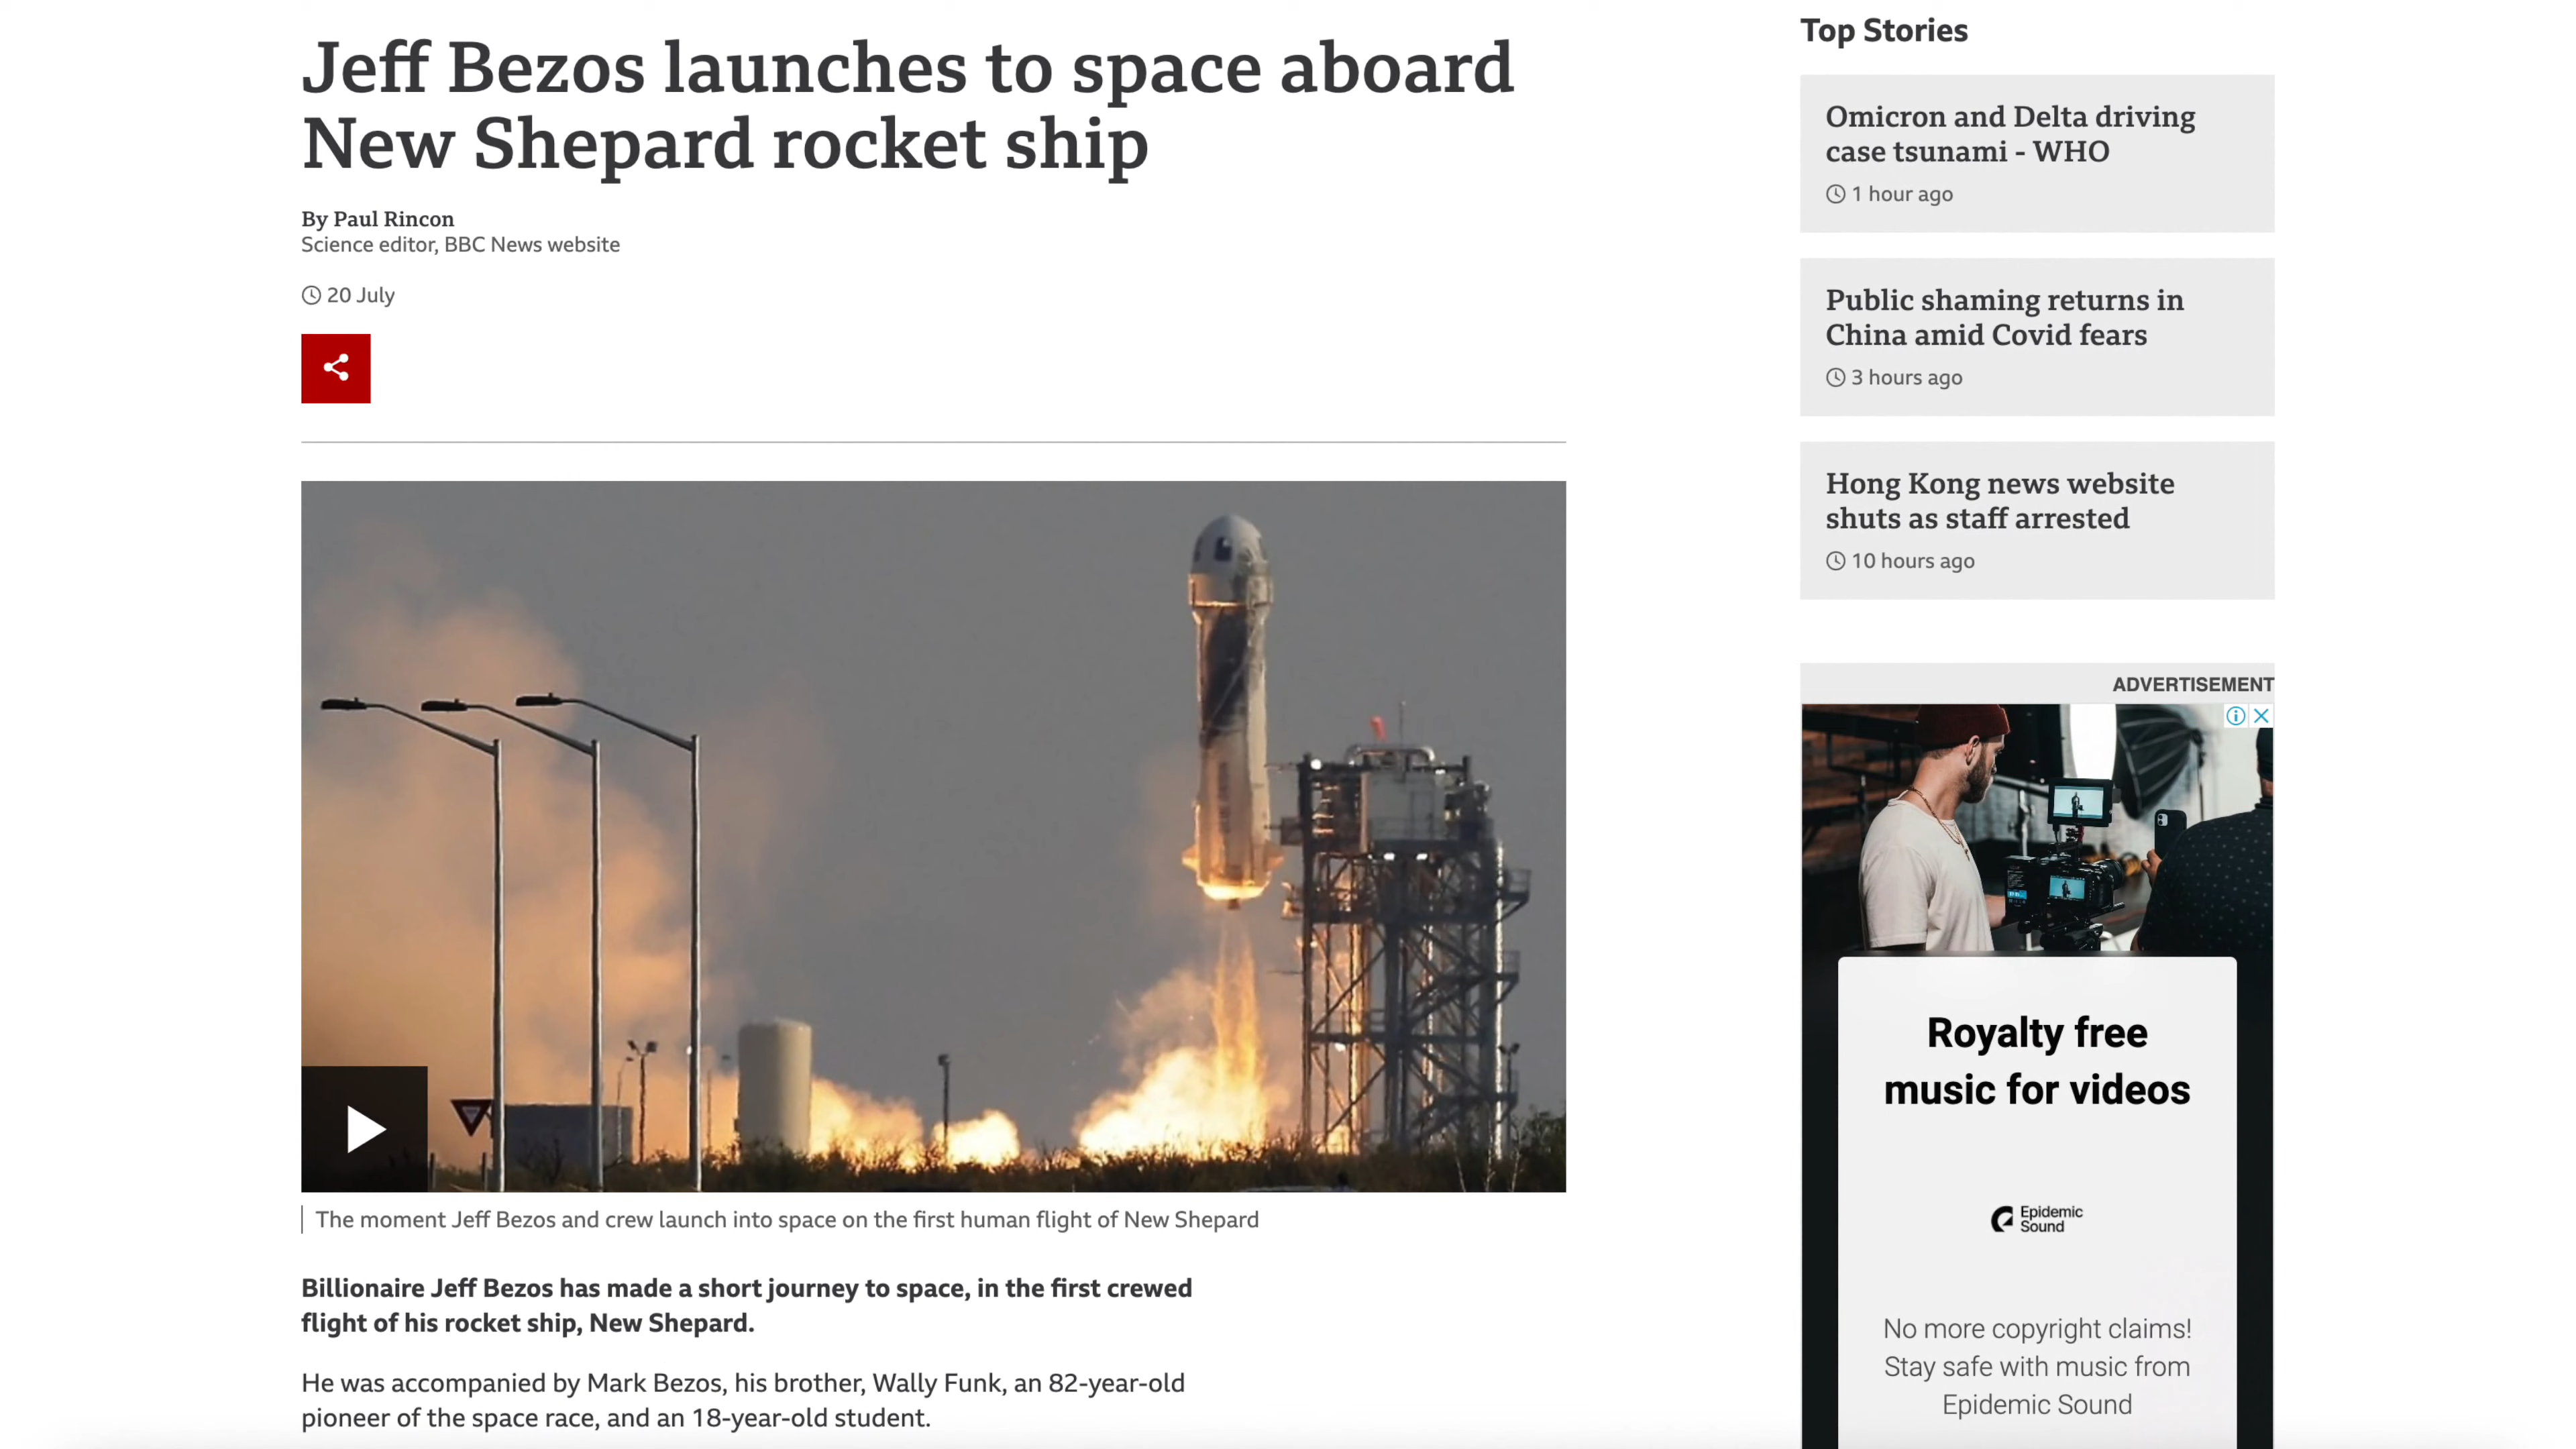 Jeff Bezos launches to space aboard
New Shepard rocket ship
By Paul Rincon
Science editor, BBC News website
20 July
The moment Jeff Bezos and crew launch into space on the first human flight of New Shepard
Billionaire Jeff Bezos has made a short journey to space, in the first crewed
flight of his rocket ship, New Shepard.
He was accompanied by Mark Bezos, his brother, Wally Funk, an 82-year-old
pioneer of the space race, and an 18-year-old student.
Top Stories
Omicron and Delta driving
case tsunami - WHO
1 hour ago
Public shaming returns in
China amid Covid fears
3 hours ago
Hong Kong news website
shuts as staff arrested
10 hours ago
ADVERTISEMENT
Royalty free
music for videos
Epidemic
Sound
No more copyright claims!
Stay safe with music from
Epidemic Sound